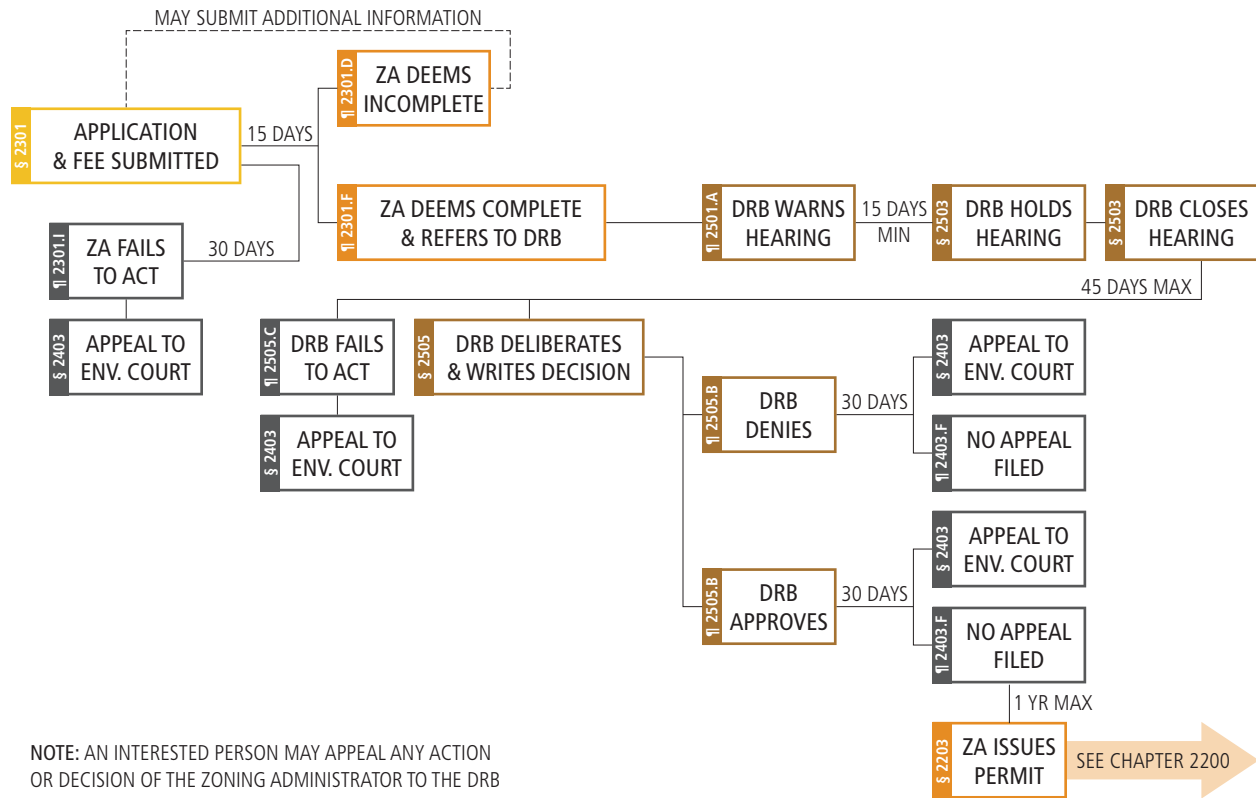 MAY SUBMIT ADDITIONAL INFORMATION
¶ 2301.D
ZA DEEMS
INCOMPLETE
§ 2301
APPLICATION
& FEE SUBMITTED
15 DAYS
¶ 2301.F
ZA DEEMS COMPLETE
& REFERS TO DRB
¶ 2501.A
DRB WARNS
HEARING
15 DAYS
MIN
§ 2503
DRB HOLDS
HEARING
§ 2503
DRB CLOSES
HEARING
30 DAYS
¶ 2301.I
ZA FAILS
TO ACT
§ 2403
APPEAL TO
ENV. COURT
45 DAYS MAX
¶ 2505.C
DRB FAILS
TO ACT
§ 2403
APPEAL TO
ENV. COURT
§ 2505
DRB DELIBERATES
& WRITES DECISION
¶ 2505.B
DRB
DENIES
30 DAYS
§ 2403
APPEAL TO
ENV. COURT
¶ 2403.F
NO APPEAL
FILED
¶ 2505.B
DRB
APPROVES
30 DAYS
§ 2403
APPEAL TO
ENV. COURT
¶ 2403.F
NO APPEAL
FILED
1 YR MAX
§ 2203
ZA ISSUES
PERMIT
SEE CHAPTER 2200
NOTE: AN INTERESTED PERSON MAY APPEAL ANY ACTION
OR DECISION OF THE ZONING ADMINISTRATOR TO THE DRB